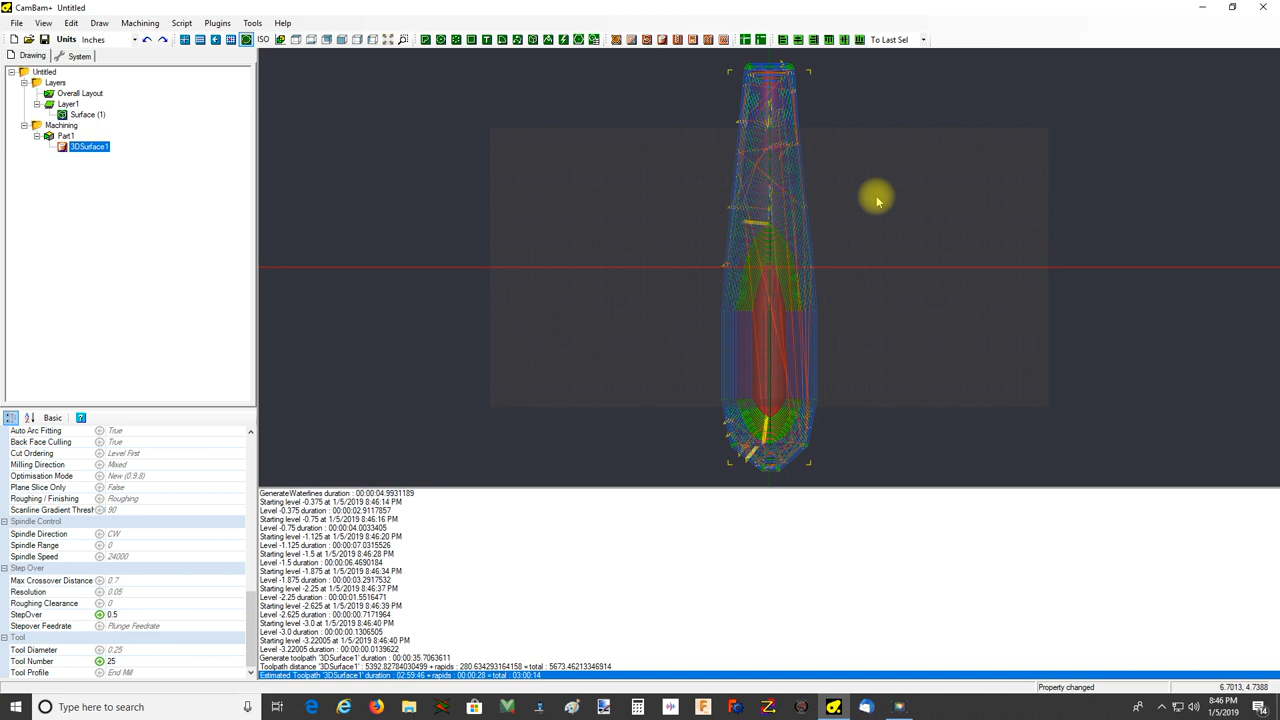 CamBam+ Untitled
File View Edit Draw Machining Script Plugins Tools Help
Units Inches ISO To Last Sel
Drawing System
Untitled
Layers
Overall Layout
Layer1
Surface (1)
Machining
Part1
3DSurface1
Basic
Auto Arc Fitting True
Back Face Culling True
Cut Ordering Level First
Milling Direction Mixed
Optimisation Mode New (0.9.8)
Plane Slice Only False
Roughing / Finishing Roughing
Scanline Gradient Thresh 90
Spindle Control
Spindle Direction CW
Spindle Range 0
Spindle Speed 24000
Step Over
Max Crossover Distance 0.7
Resolution 0.05
Roughing Clearance 0
StepOver 0.5
Stepover Feedrate Plunge Feedrate
Tool
Tool Diameter 0.25
Tool Number 25
Tool Profile End Mill
GenerateWaterlines duration : 00:00:04.9931189
Starting level -0.375 at 1/5/2019 8:46:14 PM
Level -0.375 duration : 00:00:02.9117857
Starting level -0.75 at 1/5/2019 8:46:16 PM
Level -0.75 duration : 00:00:04.0033405
Starting level -1.125 at 1/5/2019 8:46:20 PM
Level -1.125 duration : 00:00:07.0315526
Starting level -1.5 at 1/5/2019 8:46:28 PM
Level -1.5 duration : 00:00:06.4690184
Starting level -1.875 at 1/5/2019 8:46:34 PM
Level -1.875 duration : 00:00:03.2917532
Starting level -2.25 at 1/5/2019 8:46:37 PM
Level -2.25 duration : 00:00:01.5516471
Starting level -2.625 at 1/5/2019 8:46:39 PM
Level -2.625 duration : 00:00:00.7171964
Starting level -3.0 at 1/5/2019 8:46:40 PM
Level -3.0 duration : 00:00:00.1306505
Starting level -3.22005 at 1/5/2019 8:46:40 PM
Level -3.22005 duration : 00:00:00.0139622
Generate toolpath '3DSurface1' duration : 00:00:35.7063611
Toolpath distance '3DSurface1' : 5392.82784030499 + rapids : 280.634293164158 = total : 5673.46213346914
Estimated Toolpath '3DSurface1' duration : 02:59:46 + rapids : 00:00:28 = total : 03:00:14
Property changed 6.7013, 4.7388
Type here to search
8:46 PM
1/5/2019